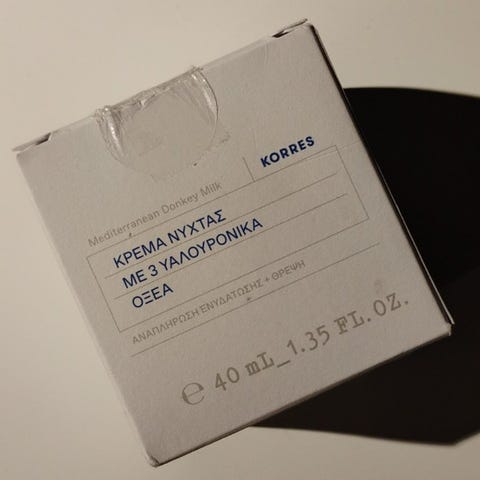 KORRES
Mediterranean Donkey Milk
ΚΡΕΜΑ ΝΥΧΤΑΣ
ΜΕ 3 ΥΑΛΟΥΡΟΝΙΚΑ
ΟΞΕΑ
ΑΝΑΠΛΗΡΩΣΗ ΕΝΥΔΑΤΩΣΗΣ + ΘΡΕΨΗ
℮ 40 mL_1.35 FL. OZ.